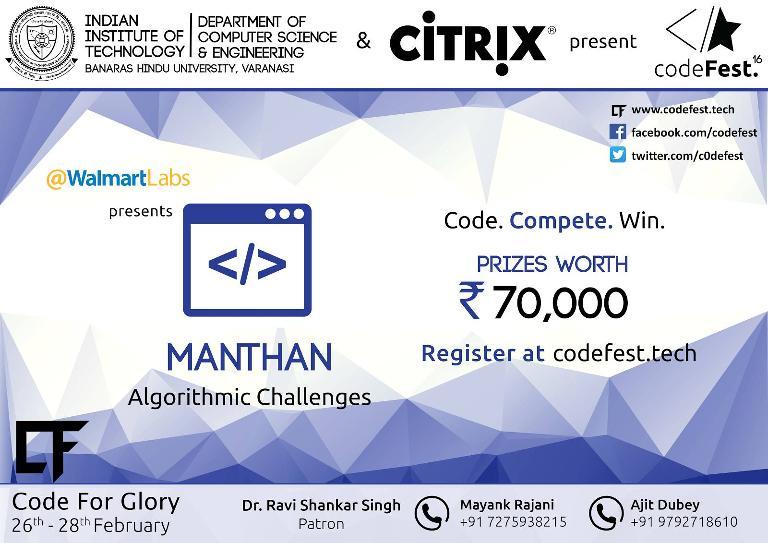 INDIAN
INSTITUTE OF
TECHNOLOGY
DEPARTMENT OF
COMPUTER SCIENCE
& ENGINEERING
BANARAS HINDU UNIVERSITY, VARANASI
&
CİTRIX®
present
codeFest.16
www.codefest.tech
facebook.com/codefest
twitter.com/c0defest
@WalmartLabs
presents
</>
MANTHAN
Algorithmic Challenges
Code. Compete. Win.
PRIZES WORTH
₹ 70,000
Register at codefest.tech
CF
Code For Glory
26th - 28th February
Dr. Ravi Shankar Singh
Patron
Mayank Rajani
+91 7275938215
Ajit Dubey
+91 9792718610